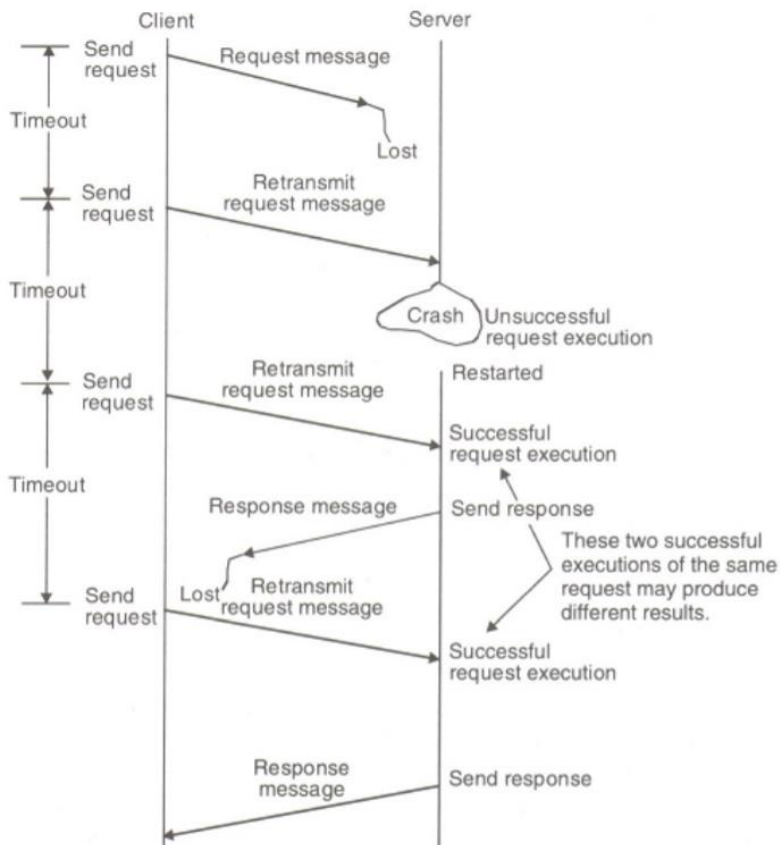 Client
Server
Send
request
Request message
Timeout
Lost
Send
request
Retransmit
request message
Timeout
Crash
Unsuccessful
request execution
Send
request
Retransmit
request message
Restarted
Successful
request execution
Timeout
Response message
Send response
These two successful
executions of the same
request may produce
different results.
Lost
Send
request
Retransmit
request message
Successful
request execution
Response
message
Send response